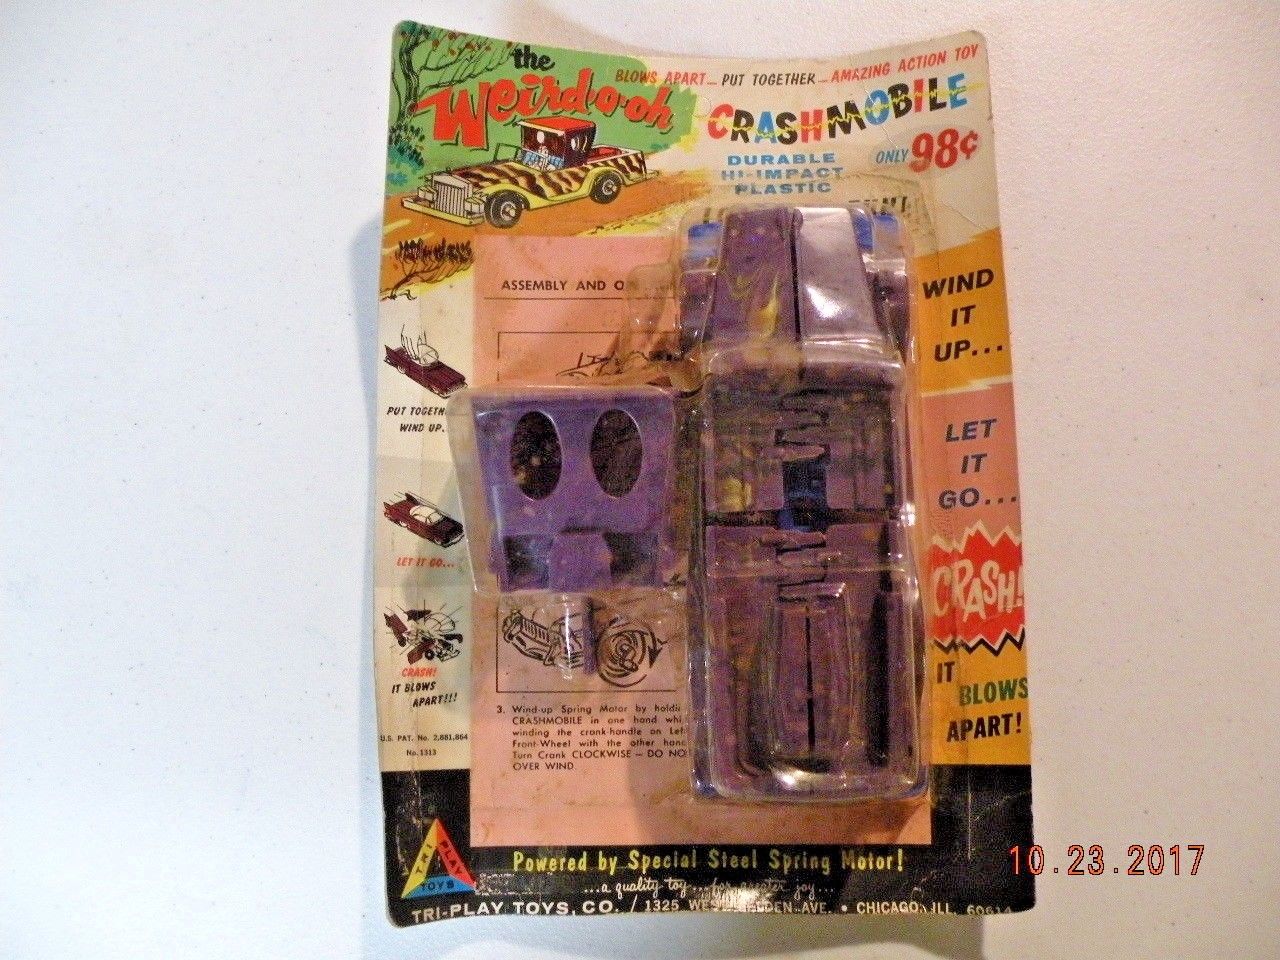 the
Weird-o-oh
BLOWS APART... PUT TOGETHER... AMAZING ACTION TOY
CRASHMOBILE
DURABLE
HI-IMPACT
PLASTIC
ONLY 98¢
ASSEMBLY AND
WIND
IT
UP...
LET
IT
GO...
CRASH!
IT
BLOWS
APART!
PUT TOGETH
WIND UP.
LET IT GO...
CRASH!
IT BLOWS
APART!!!
U.S. PAT. No. 2,881,864
No. 1313
3. Wind-up Spring Motor by holdi
CRASHMOBILE in one hand whi
winding the crank-handle on Lef
Front-Wheel with the other hand
Turn Crank CLOCKWISE — DO NO
OVER WIND.
TRI PLAY TOYS
Powered by Special Steel Spring Motor!
...a quality toy...for greater joy...
TRI-PLAY TOYS, CO. / 1325 AVE. • CHICAGO, ILL. 60614
10.23.2017